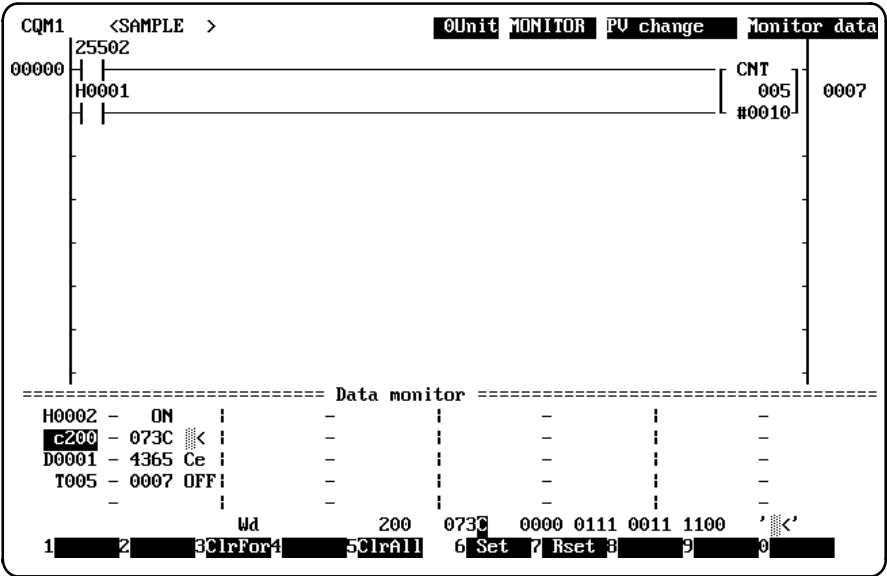 CQM1 <SAMPLE > 0Unit MONITOR PV change Monitor data
25502
00000 CNT
H0001 005 0007
#0010
============================ Data monitor =====================================
H0002 - ON ¦ - ¦ - ¦ -
c200 - 073C ░< ¦ - ¦ - ¦ -
D0001 - 4365 Ce ¦ - ¦ - ¦ -
T005 - 0007 OFF¦ - ¦ - ¦ -
- ¦ - ¦ - ¦ -
Wd 200 073C 0000 0111 0011 1100 '░<'
1 2 3ClrFor4 5ClrAll 6 Set 7 Rset 8 9 0